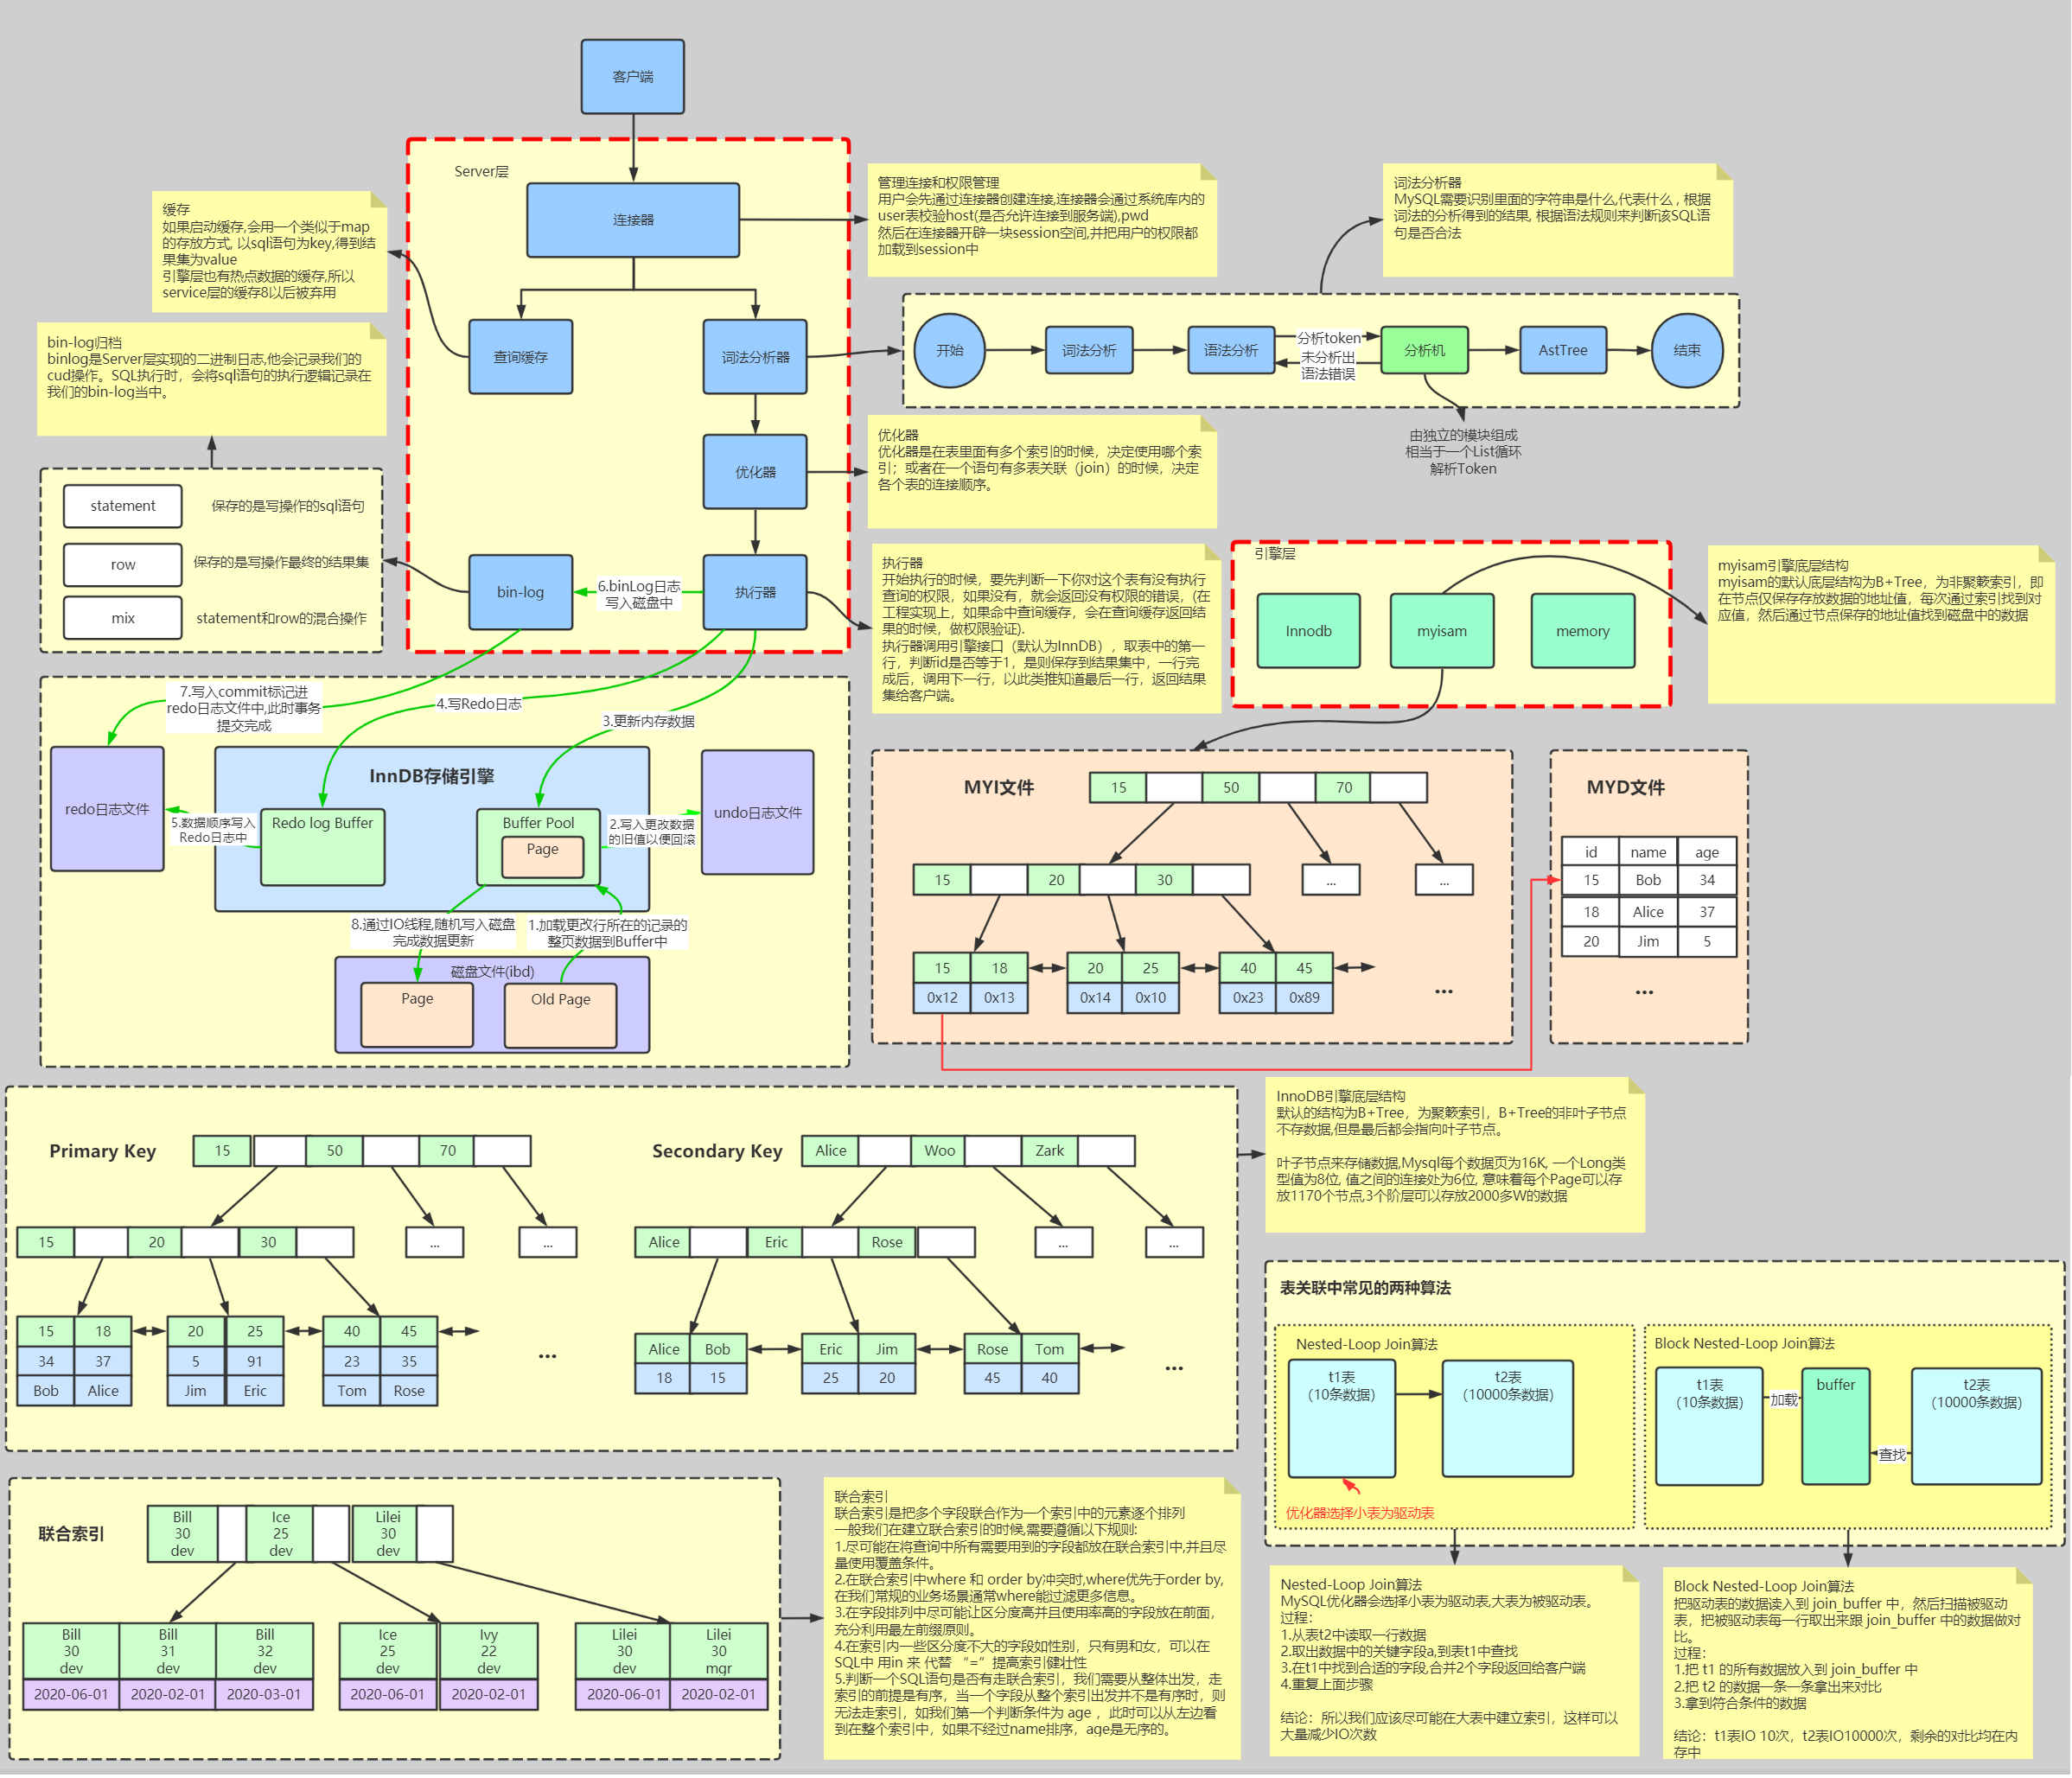 客户端
Server层
连接器
管理连接和权限管理
用户会先通过连接器创建连接,连接器会通过系统库内的
user表校验host(是否允许连接到服务端),pwd
然后在连接器开辟一块session空间,并把用户的权限都
加载到session中
词法分析器
MySQL需要识别里面的字符串是什么,代表什么 , 根据
词法的分析得到的结果, 根据语法规则来判断该SQL语
句是否合法
缓存
如果启动缓存,会用一个类似于map
的存放方式, 以sql语句为key,得到结
果集为value
引擎层也有热点数据的缓存,所以
service层的缓存8以后被弃用
查询缓存
词法分析器
开始
词法分析
语法分析
分析token
未分析出
语法错误
分析机
AstTree
结束
由独立的模块组成
相当于一个List循环
解析Token
bin-log归档
binlog是Server层实现的二进制日志,他会记录我们的
cud操作。SQL执行时，会将sql语句的执行逻辑记录在
我们的bin-log当中。
优化器
优化器
优化器是在表里面有多个索引的时候，决定使用哪个索
引；或者在一个语句有多表关联（join）的时候，决定
各个表的连接顺序。
statement
保存的是写操作的sql语句
row
保存的是写操作最终的结果集
mix
statement和row的混合操作
bin-log
6.binLog日志
写入磁盘中
执行器
执行器
开始执行的时候，要先判断一下你对这个表有没有执行
查询的权限，如果没有，就会返回没有权限的错误，(在
工程实现上，如果命中查询缓存，会在查询缓存返回结
果的时候，做权限验证).
执行器调用引擎接口（默认为InnDB），取表中的第一
行，判断id是否等于1，是则保存到结果集中，一行完
成后，调用下一行，以此类推知道最后一行，返回结果
集给客户端。
引擎层
Innodb
myisam
memory
myisam引擎底层结构
myisam的默认底层结构为B+Tree，为非聚簌索引，即
在节点仅保存存放数据的地址值，每次通过索引找到对
应值，然后通过节点保存的地址值找到磁盘中的数据
7.写入commit标记进
redo日志文件中,此时事务
提交完成
4.写Redo日志
3.更新内存数据
redo日志文件
InnDB存储引擎
Redo log Buffer
Buffer Pool
Page
undo日志文件
5.数据顺序写入
Redo日志中
2.写入更改数据
的旧值以便回滚
8.通过IO线程,随机写入磁盘
完成数据更新
1.加载更改行所在的记录的
整页数据到Buffer中
磁盘文件(ibd)
Page
Old Page
MYI文件
15 50 70
15 20 30 ... ...
15 18 20 25 40 45
0x12 0x13 0x14 0x10 0x23 0x89 ...
MYD文件
id name age
15 Bob 34
18 Alice 37
20 Jim 5
...
Primary Key
15 50 70
15 20 30 ... ...
15 18 20 25 40 45
34 37 5 91 23 35
Bob Alice Jim Eric Tom Rose
...
Secondary Key
Alice Woo Zark
Alice Eric Rose ... ...
Alice Bob Eric Jim Rose Tom
18 15 25 20 45 40
...
InnoDB引擎底层结构
默认的结构为B+Tree，为聚簌索引，B+Tree的非叶子节点
不存数据,但是最后都会指向叶子节点。
叶子节点来存储数据,Mysql每个数据页为16K, 一个Long类
型值为8位, 值之间的连接处为6位, 意味着每个Page可以存
放1170个节点,3个阶层可以存放2000多W的数据
表关联中常见的两种算法
Nested-Loop Join算法
t1表
（10条数据)
t2表
（10000条数据)
优化器选择小表为驱动表
Block Nested-Loop Join算法
t1表
（10条数据)
加载
buffer
查找
t2表
（10000条数据)
联合索引
Bill Ice Lilei
30 25 30
dev dev dev
Bill Bill Bill Ice Ivy Lilei Lilei
30 31 32 25 22 30 30
dev dev dev dev dev dev mgr
2020-06-01 2020-02-01 2020-03-01 2020-06-01 2020-02-01 2020-06-01 2020-02-01
联合索引
联合索引是把多个字段联合作为一个索引中的元素逐个排列
一般我们在建立联合索引的时候,需要遵循以下规则:
1.尽可能在将查询中所有需要用到的字段都放在联合索引中,并且尽
量使用覆盖条件。
2.在联合索引中where 和 order by冲突时,where优先于order by,
在我们常规的业务场景通常where能过滤更多信息。
3.在字段排列中尽可能让区分度高并且使用率高的字段放在前面，
充分利用最左前缀原则。
4.在索引内一些区分度不大的字段如性别，只有男和女，可以在
SQL中 用in 来 代替 “=”提高索引健壮性
5.判断一个SQL语句是否有走联合索引，我们需要从整体出发，走
索引的前提是有序，当一个字段从整个索引出发并不是有序时，则
无法走索引，如我们第一个判断条件为 age ，此时可以从左边看
到在整个索引中，如果不经过name排序，age是无序的。
Nested-Loop Join算法
MySQL优化器会选择小表为驱动表,大表为被驱动表。
过程：
1.从表t2中读取一行数据
2.取出数据中的关键字段a,到表t1中查找
3.在t1中找到合适的字段,合并2个字段返回给客户端
4.重复上面步骤
结论：所以我们应该尽可能在大表中建立索引，这样可以
大量减少IO次数
Block Nested-Loop Join算法
把驱动表的数据读入到 join_buffer 中，然后扫描被驱动
表，把被驱动表每一行取出来跟 join_buffer 中的数据做对
比。
过程：
1.把 t1 的所有数据放入到 join_buffer 中
2.把 t2 的数据一条一条拿出来对比
3.拿到符合条件的数据
结论：t1表IO 10次，t2表IO10000次，剩余的对比均在内
存中